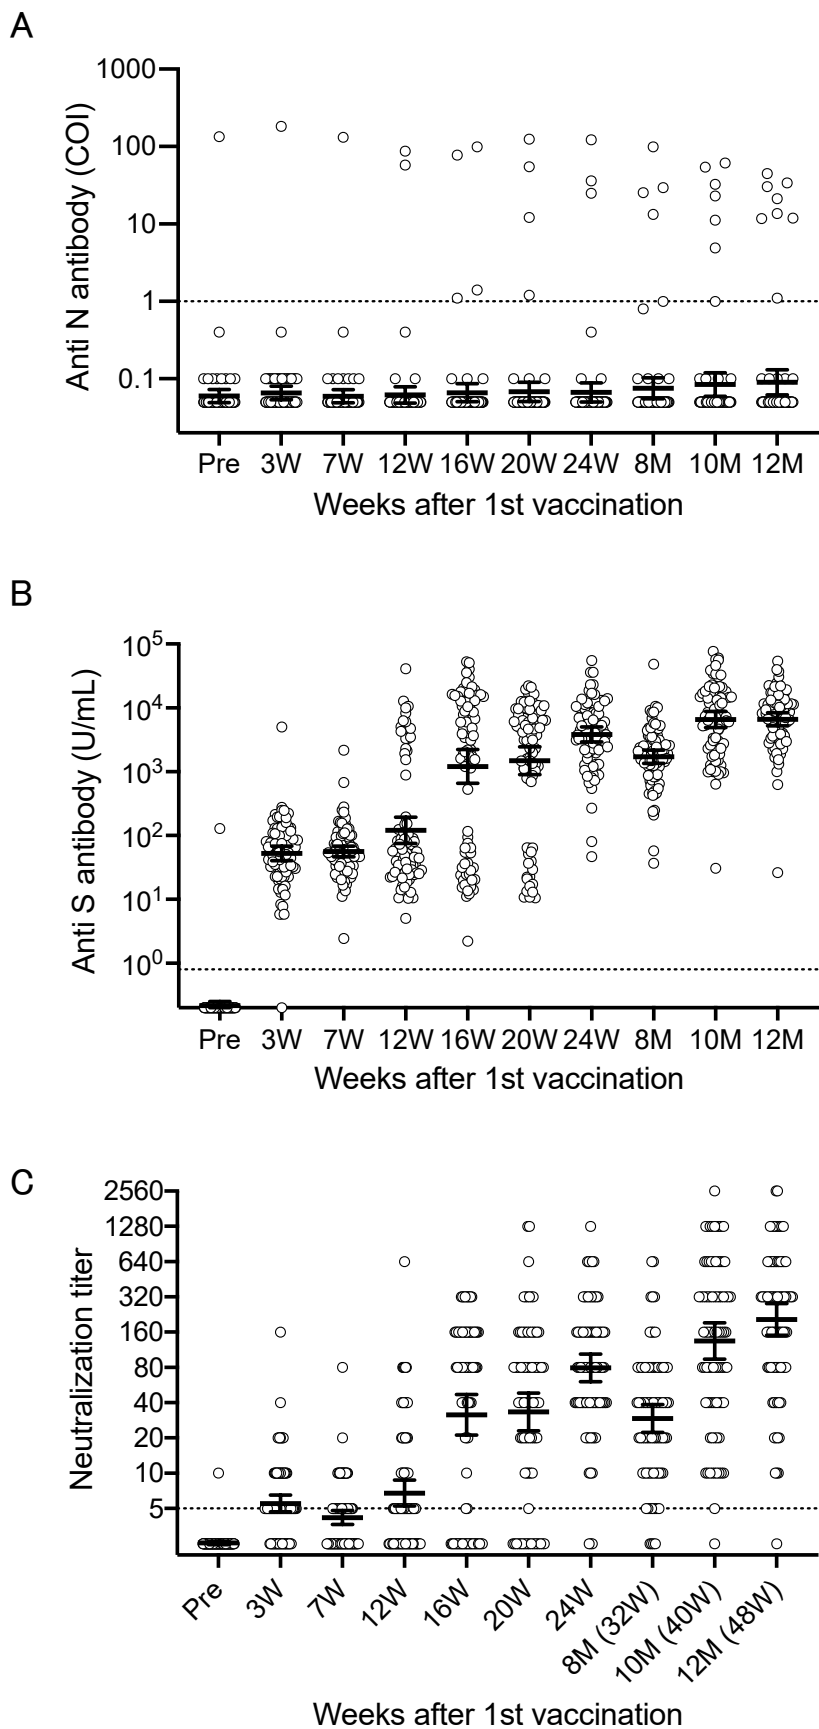 A
Anti N antibody (COI)
1000
100
10
1
0.1
Pre 3W 7W 12W 16W 20W 24W 8M 10M 12M
Weeks after 1st vaccination
B
Anti S antibody (U/mL)
10⁵
10⁴
10³
10²
10¹
10⁰
Pre 3W 7W 12W 16W 20W 24W 8M 10M 12M
Weeks after 1st vaccination
C
Neutralization titer
2560
1280
640
320
160
80
40
20
10
5
Pre 3W 7W 12W 16W 20W 24W 8M (32W) 10M (40W) 12M (48W)
Weeks after 1st vaccination